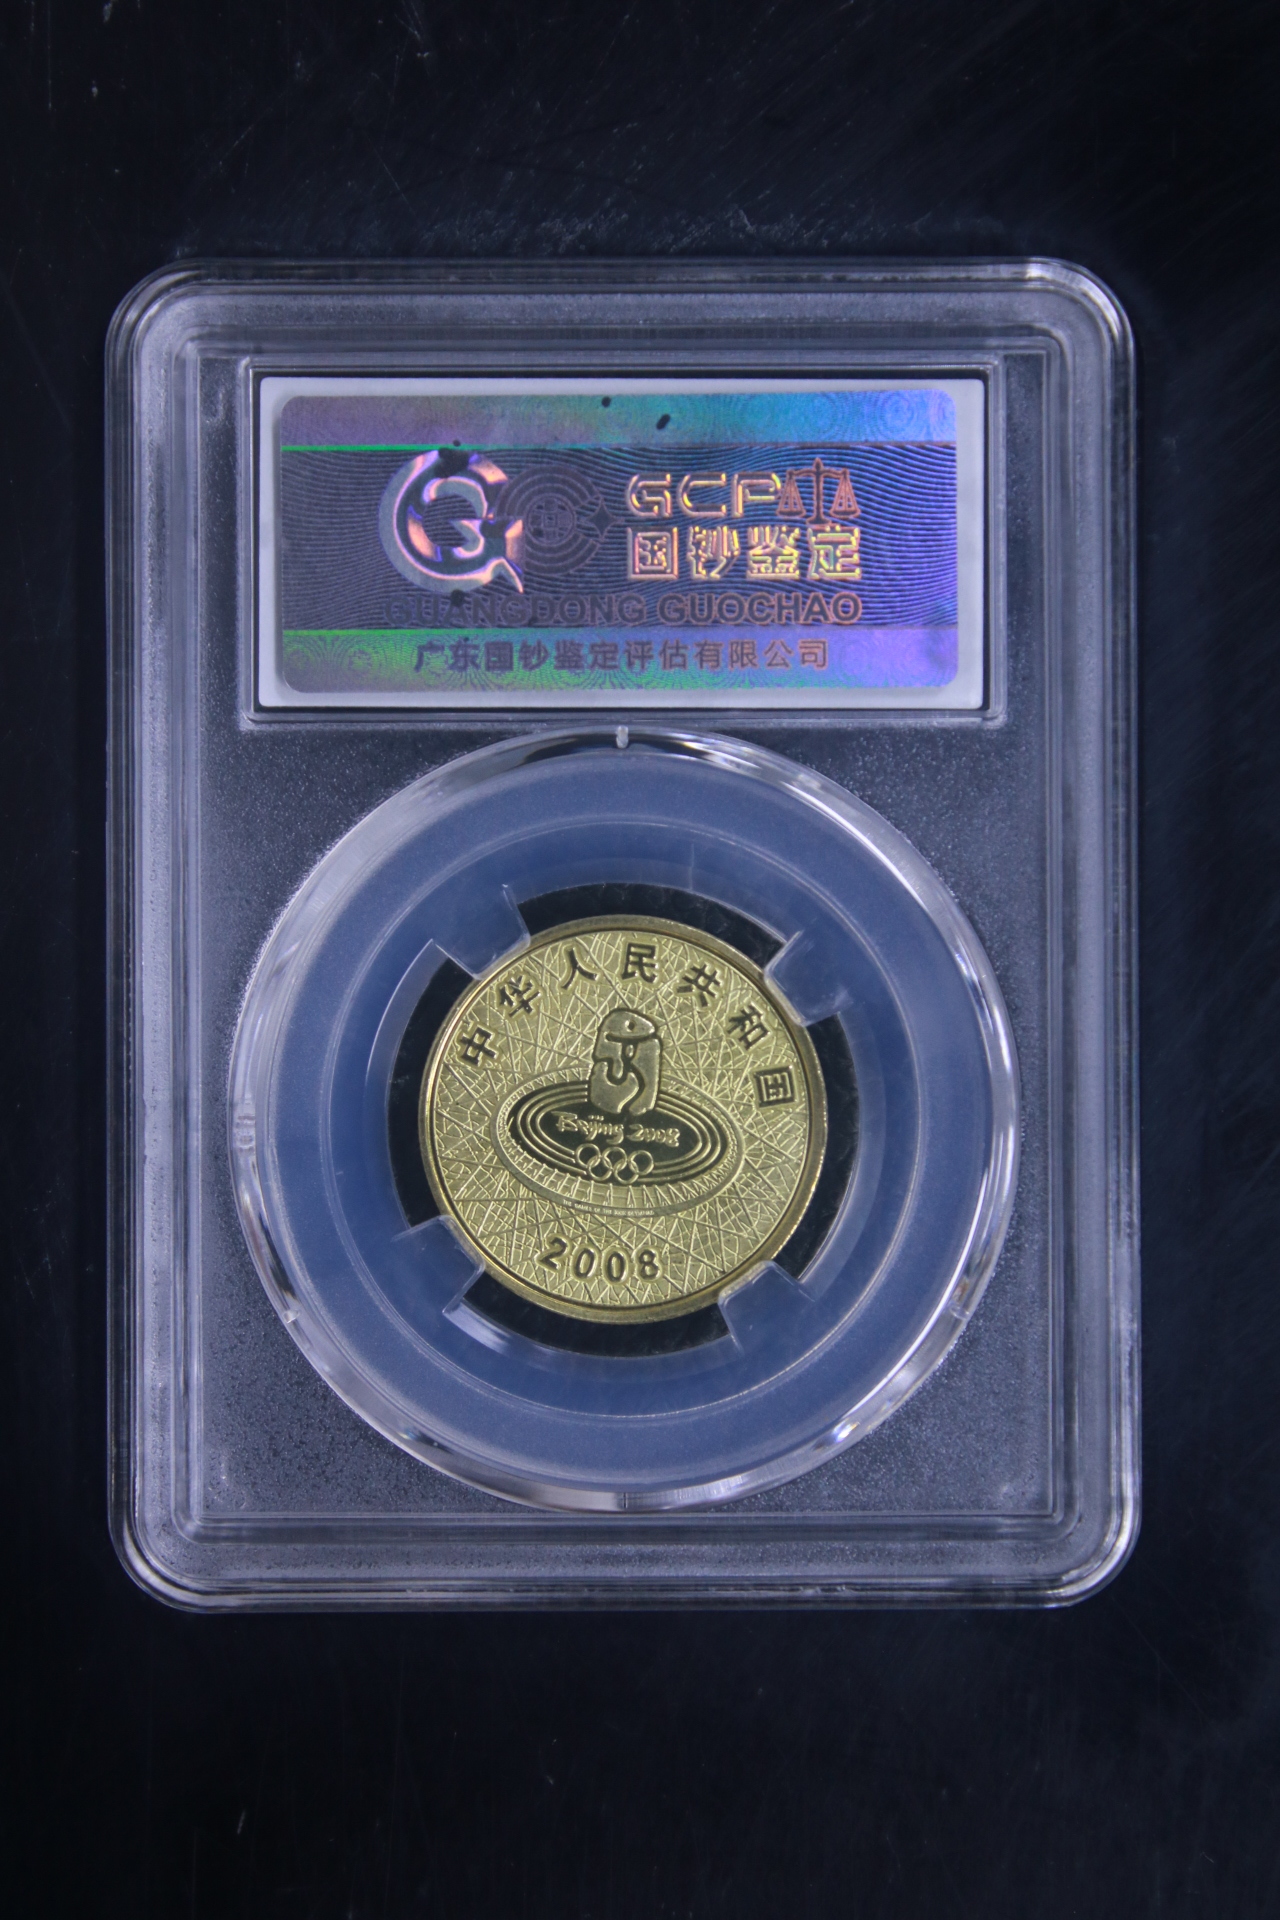 GCP
国钞鉴定
GUANGDONG GUOCHAO
广东国钞鉴定评估有限公司
中华人民共和国
Beijing 2008
2008